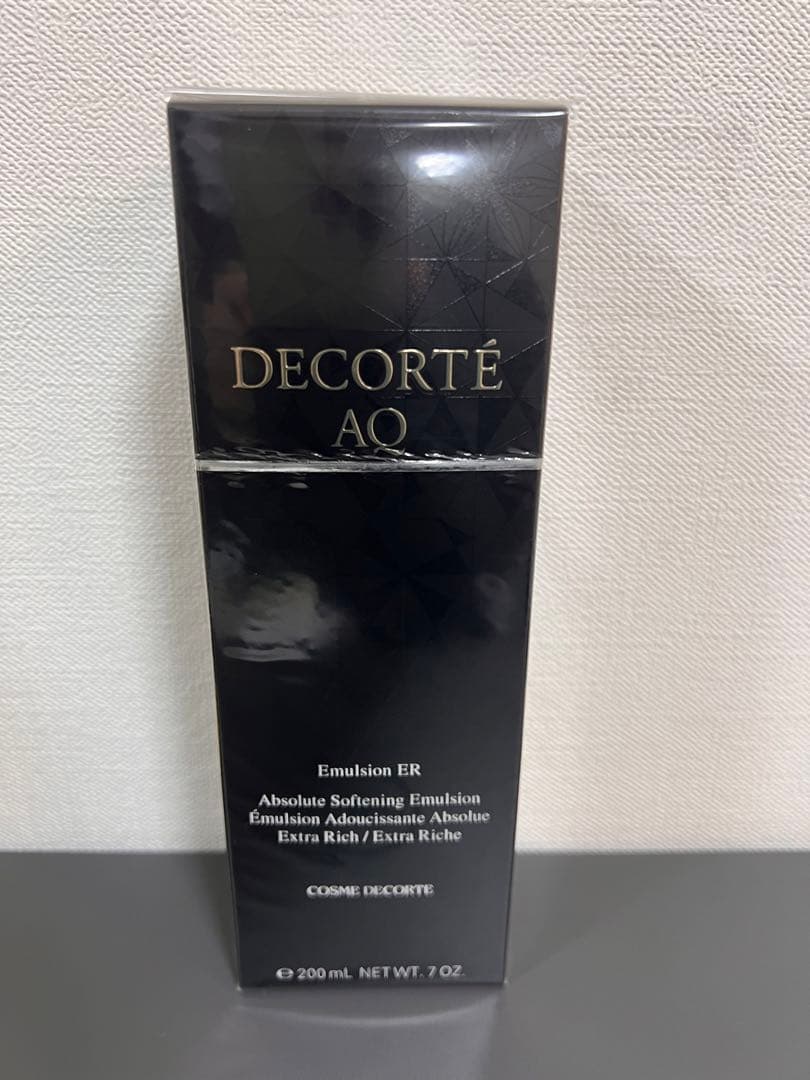 DECORTÉ
AQ
Emulsion ER
Absolute Softening Emulsion
Émulsion Adoucissante Absolue
Extra Rich / Extra Riche
COSME DECORTE
℮ 200 mL NET WT. 7 OZ.